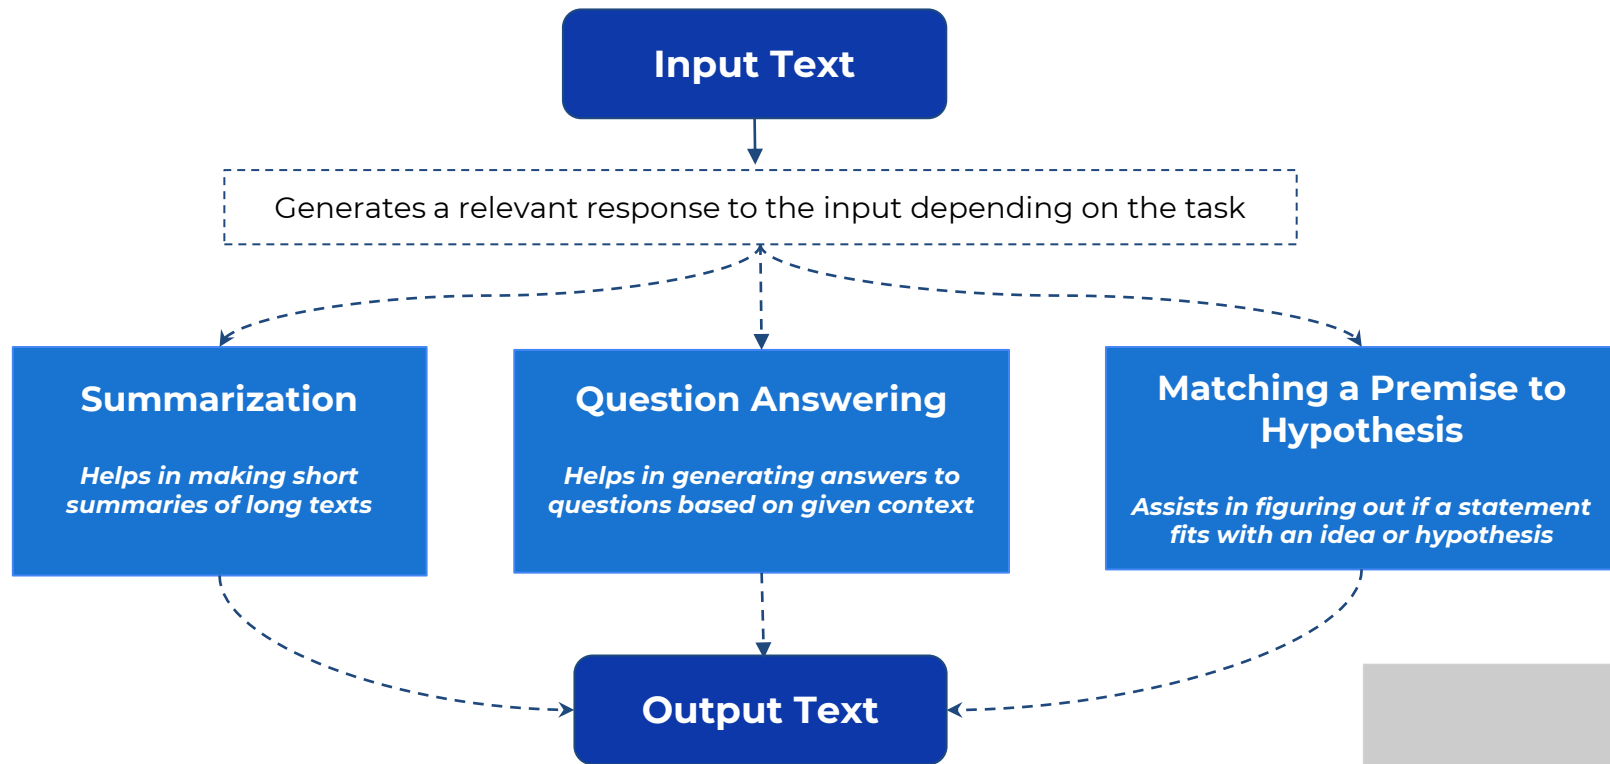 Input Text
Generates a relevant response to the input depending on the task
Summarization
Helps in making short
summaries of long texts
Question Answering
Helps in generating answers to
questions based on given context
Matching a Premise to
Hypothesis
Assists in figuring out if a statement
fits with an idea or hypothesis
Output Text